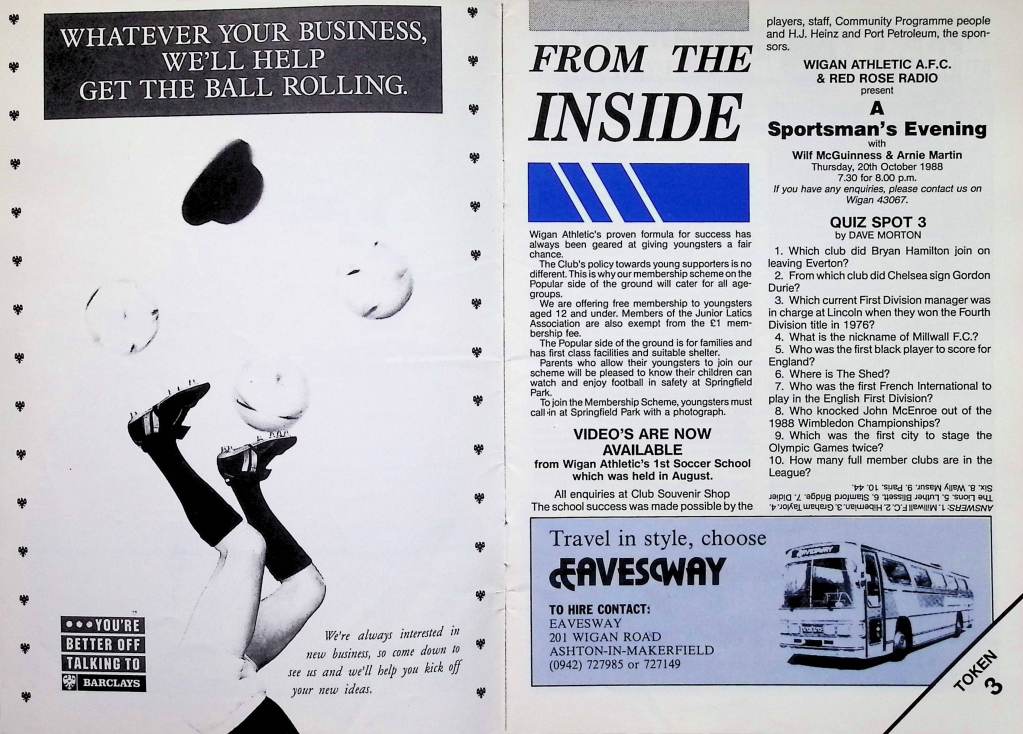 WHATEVER YOUR BUSINESS,
WE'LL HELP
GET THE BALL ROLLING.
We're always interested in
new business, so come down to
see us and we'll help you kick off
your new ideas.
•••YOU'RE
BETTER OFF
TALKING TO
BARCLAYS
FROM THE
INSIDE
Wigan Athletic's proven formula for success has
always been geared at giving youngsters a fair
chance.
The Club's policy towards young supporters is no
different. This is why our membership scheme on the
Popular side of the ground will cater for all age-
groups.
We are offering free membership to youngsters
aged 12 and under. Members of the Junior Latics
Association are also exempt from the £1 mem-
bership fee.
The Popular side of the ground is for families and
has first class facilities and suitable shelter.
Parents who allow their youngsters to join our
scheme will be pleased to know their children can
watch and enjoy football in safety at Springfield
Park.
To join the Membership Scheme, youngsters must
call in at Springfield Park with a photograph.
VIDEO'S ARE NOW
AVAILABLE
from Wigan Athletic's 1st Soccer School
which was held in August.
All enquiries at Club Souvenir Shop
The school success was made possible by the
players, staff, Community Programme people
and H.J. Heinz and Port Petroleum, the spon-
sors.
WIGAN ATHLETIC A.F.C.
& RED ROSE RADIO
present
A
Sportsman's Evening
with
Wilf McGuinness & Arnie Martin
Thursday, 20th October 1988
7.30 for 8.00 p.m.
If you have any enquiries, please contact us on
Wigan 43067.
QUIZ SPOT 3
by DAVE MORTON
1. Which club did Bryan Hamilton join on
leaving Everton?
2. From which club did Chelsea sign Gordon
Durie?
3. Which current First Division manager was
in charge at Lincoln when they won the Fourth
Division title in 1976?
4. What is the nickname of Millwall F.C.?
5. Who was the first black player to score for
England?
6. Where is The Shed?
7. Who was the first French International to
play in the English First Division?
8. Who knocked John McEnroe out of the
1988 Wimbledon Championships?
9. Which was the first city to stage the
Olympic Games twice?
10. How many full member clubs are in the
League?
ANSWERS: 1. Millwall F.C. 2. Hibernian. 3. Graham Taylor. 4.
The Lions. 5. Luther Blissett. 6. Stamford Bridge. 7. Didier
Six. 8. Wally Masur. 9. Paris. 10. 44.
Travel in style, choose
EAVESWAY
TO HIRE CONTACT:
EAVESWAY
201 WIGAN ROAD
ASHTON-IN-MAKERFIELD
(0942) 727985 or 727149
EAVESWAY
TOKEN
3